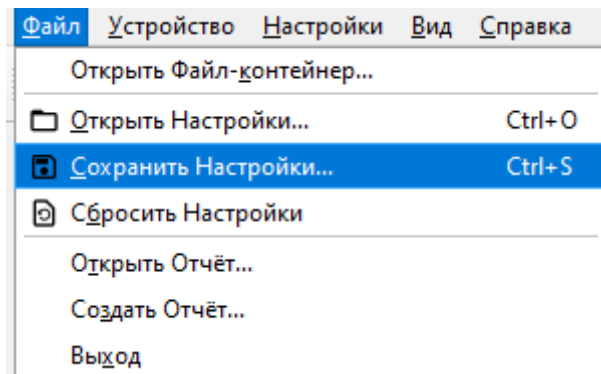 Файл Устройство Настройки Вид Справка
Открыть Файл-контейнер...
Открыть Настройки... Ctrl+O
Сохранить Настройки... Ctrl+S
Сбросить Настройки
Открыть Отчёт...
Создать Отчёт...
Выход